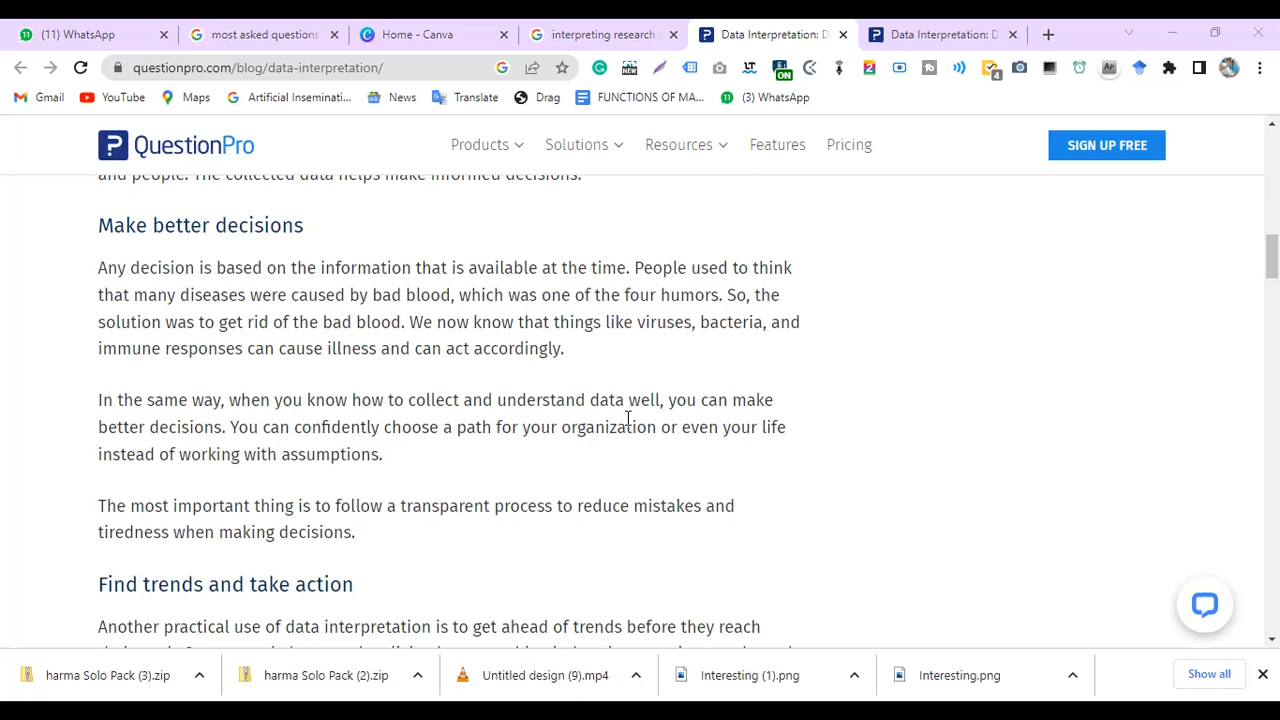 (11) WhatsApp
most asked questions
Home - Canva
interpreting research
Data Interpretation: D
Data Interpretation: D
questionpro.com/blog/data-interpretation/
NEW
ON
2
4
Gmail
YouTube
Maps
Artificial Inseminati...
News
Translate
Drag
FUNCTIONS OF MA...
(3) WhatsApp
QuestionPro
Products
Solutions
Resources
Features
Pricing
SIGN UP FREE
and people. The collected data helps make informed decisions.
Make better decisions
Any decision is based on the information that is available at the time. People used to think
that many diseases were caused by bad blood, which was one of the four humors. So, the
solution was to get rid of the bad blood. We now know that things like viruses, bacteria, and
immune responses can cause illness and can act accordingly.
In the same way, when you know how to collect and understand data well, you can make
better decisions. You can confidently choose a path for your organization or even your life
instead of working with assumptions.
The most important thing is to follow a transparent process to reduce mistakes and
tiredness when making decisions.
Find trends and take action
Another practical use of data interpretation is to get ahead of trends before they reach
harma Solo Pack (3).zip
harma Solo Pack (2).zip
Untitled design (9).mp4
Interesting (1).png
Interesting.png
Show all